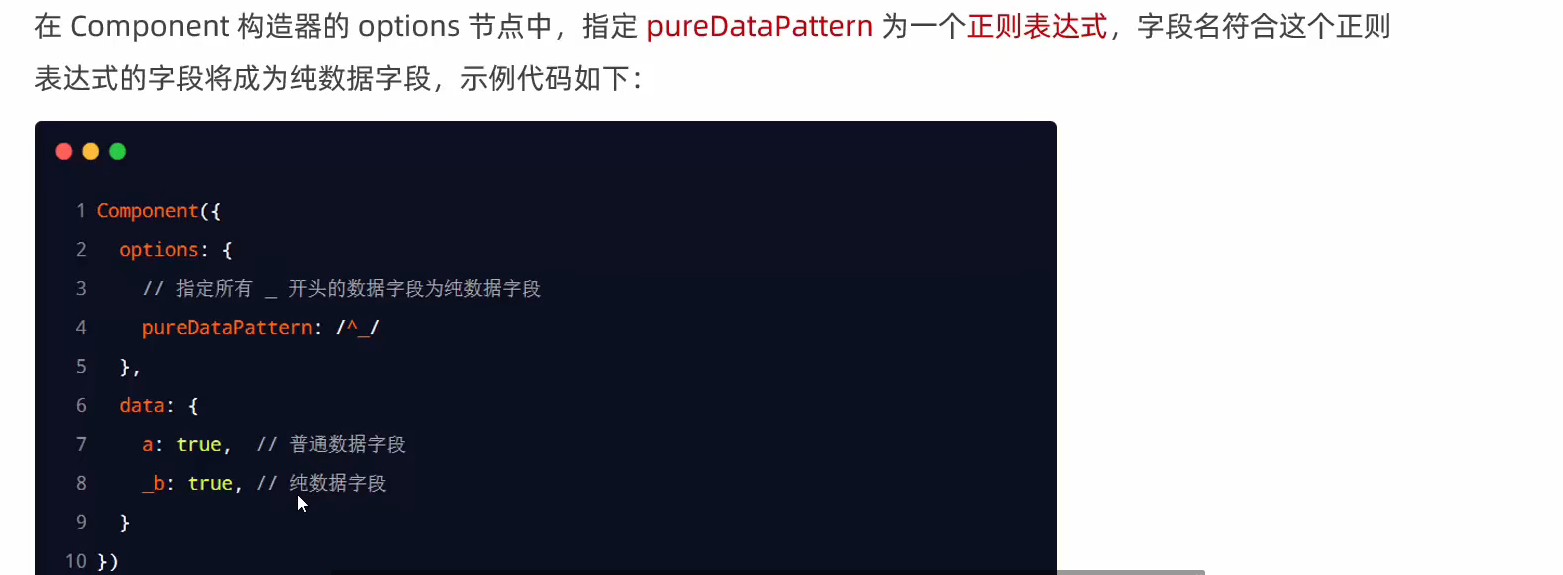 在 Component 构造器的 options 节点中，指定 pureDataPattern 为一个正则表达式，字段名符合这个正则
表达式的字段将成为纯数据字段，示例代码如下：
1 Component({
2 options: {
3 // 指定所有 _ 开头的数据字段为纯数据字段
4 pureDataPattern: /^_/
5 },
6 data: {
7 a: true, // 普通数据字段
8 _b: true, // 纯数据字段
9 }
10 })